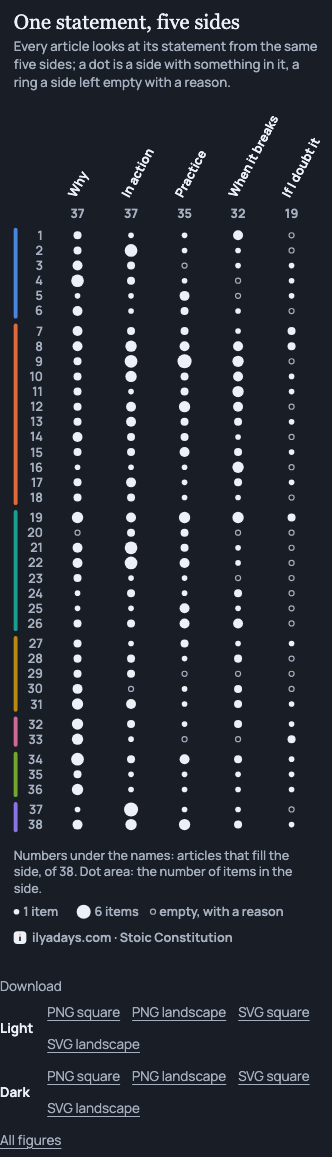 One statement, five sides
Every article looks at its statement from the same
five sides; a dot is a side with something in it, a
ring a side left empty with a reason.
Why
In action
Practice
When it breaks
If I doubt it
37 37 35 32 19
1
2
3
4
5
6
7
8
9
10
11
12
13
14
15
16
17
18
19
20
21
22
23
24
25
26
27
28
29
30
31
32
33
34
35
36
37
38
Numbers under the names: articles that fill the
side, of 38. Dot area: the number of items in the
side.
1 item 6 items empty, with a reason
ilyadays.com · Stoic Constitution
Download
Light
PNG square PNG landscape SVG square
SVG landscape
Dark
PNG square PNG landscape SVG square
SVG landscape
All figures